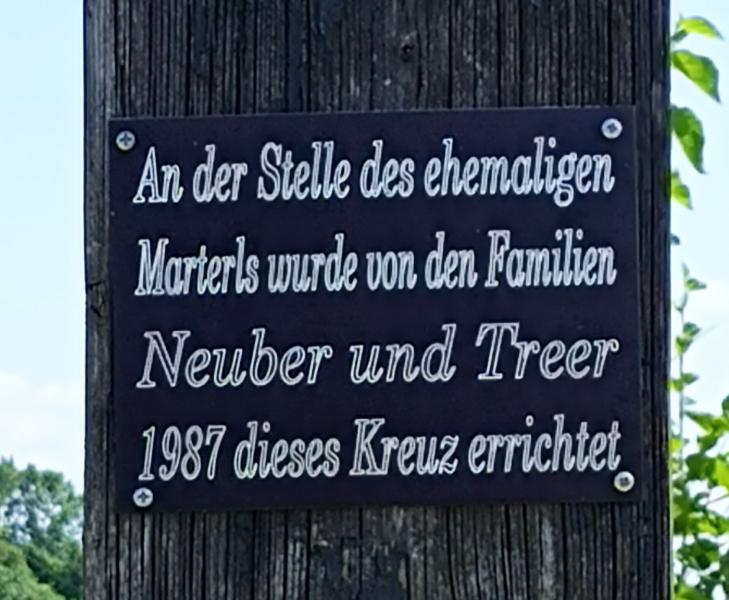 An der Stelle des ehemaligen
Marterls wurde von den Familien
Neuber und Treer
1987 dieses Kreuz errichtet